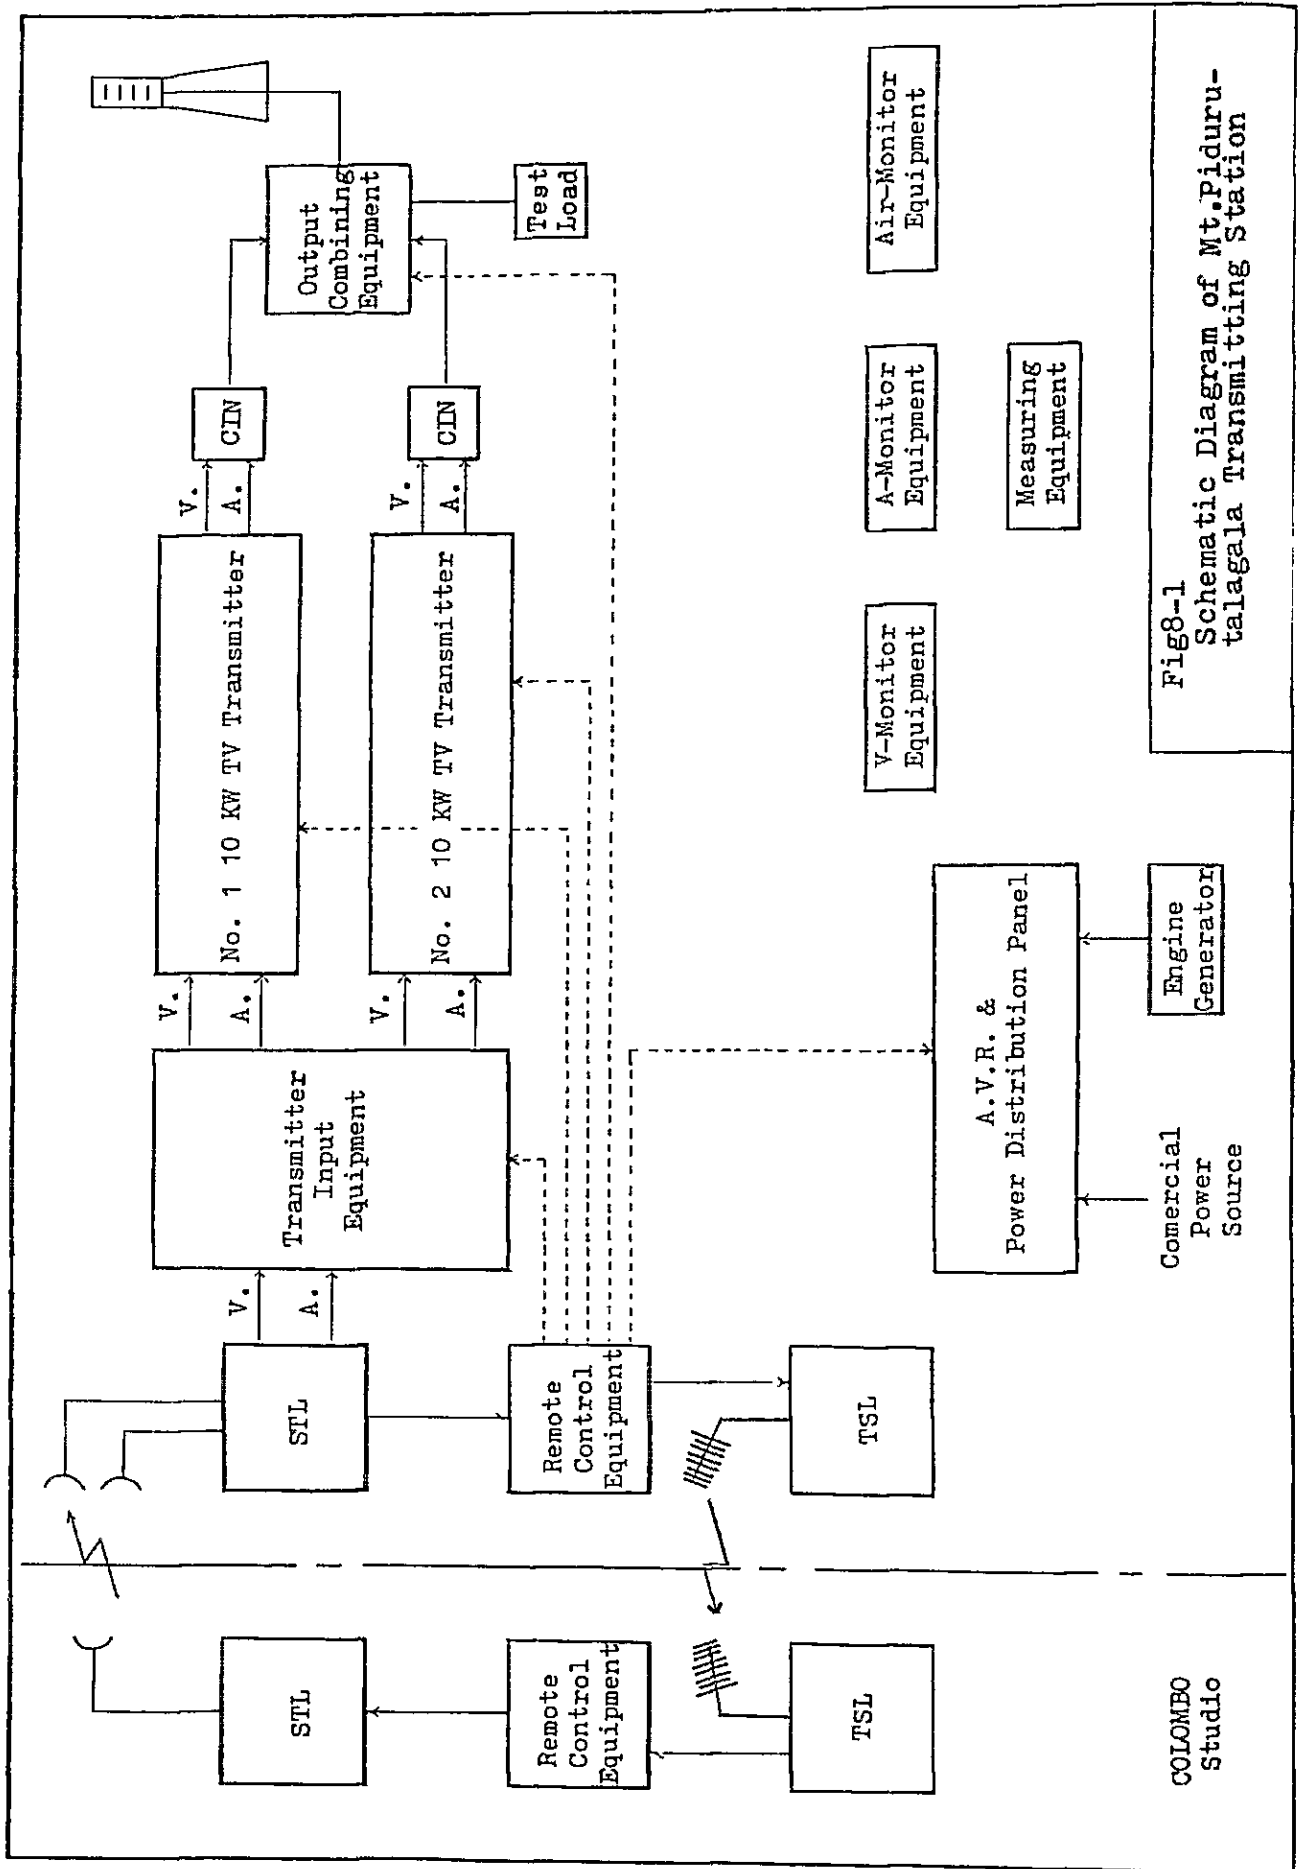 COLOMBO
Studio
STL
Remote
Control
Equipment
TSL
STL
Remote
Control
Equipment
TSL
V.
A.
Transmitter
Input
Equipment
V.
A.
V.
A.
No. 1 10 KW TV Transmitter
No. 2 10 KW TV Transmitter
V.
A.
V.
A.
CIN
CIN
Output
Combining
Equipment
Test
Load
A.V.R. &
Power Distribution Panel
Comercial
Power
Source
Engine
Generator
V-Monitor
Equipment
A-Monitor
Equipment
Air-Monitor
Equipment
Measuring
Equipment
Fig8-1
Schematic Diagram of Mt.Piduru-
talagala Transmitting Station